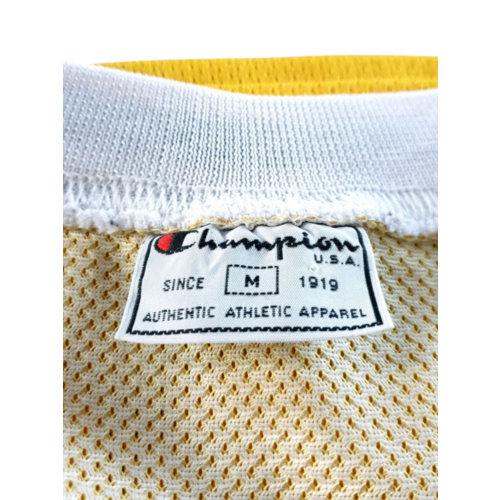 Champion
U.S.A.
SINCE M 1919
AUTHENTIC ATHLETIC APPAREL